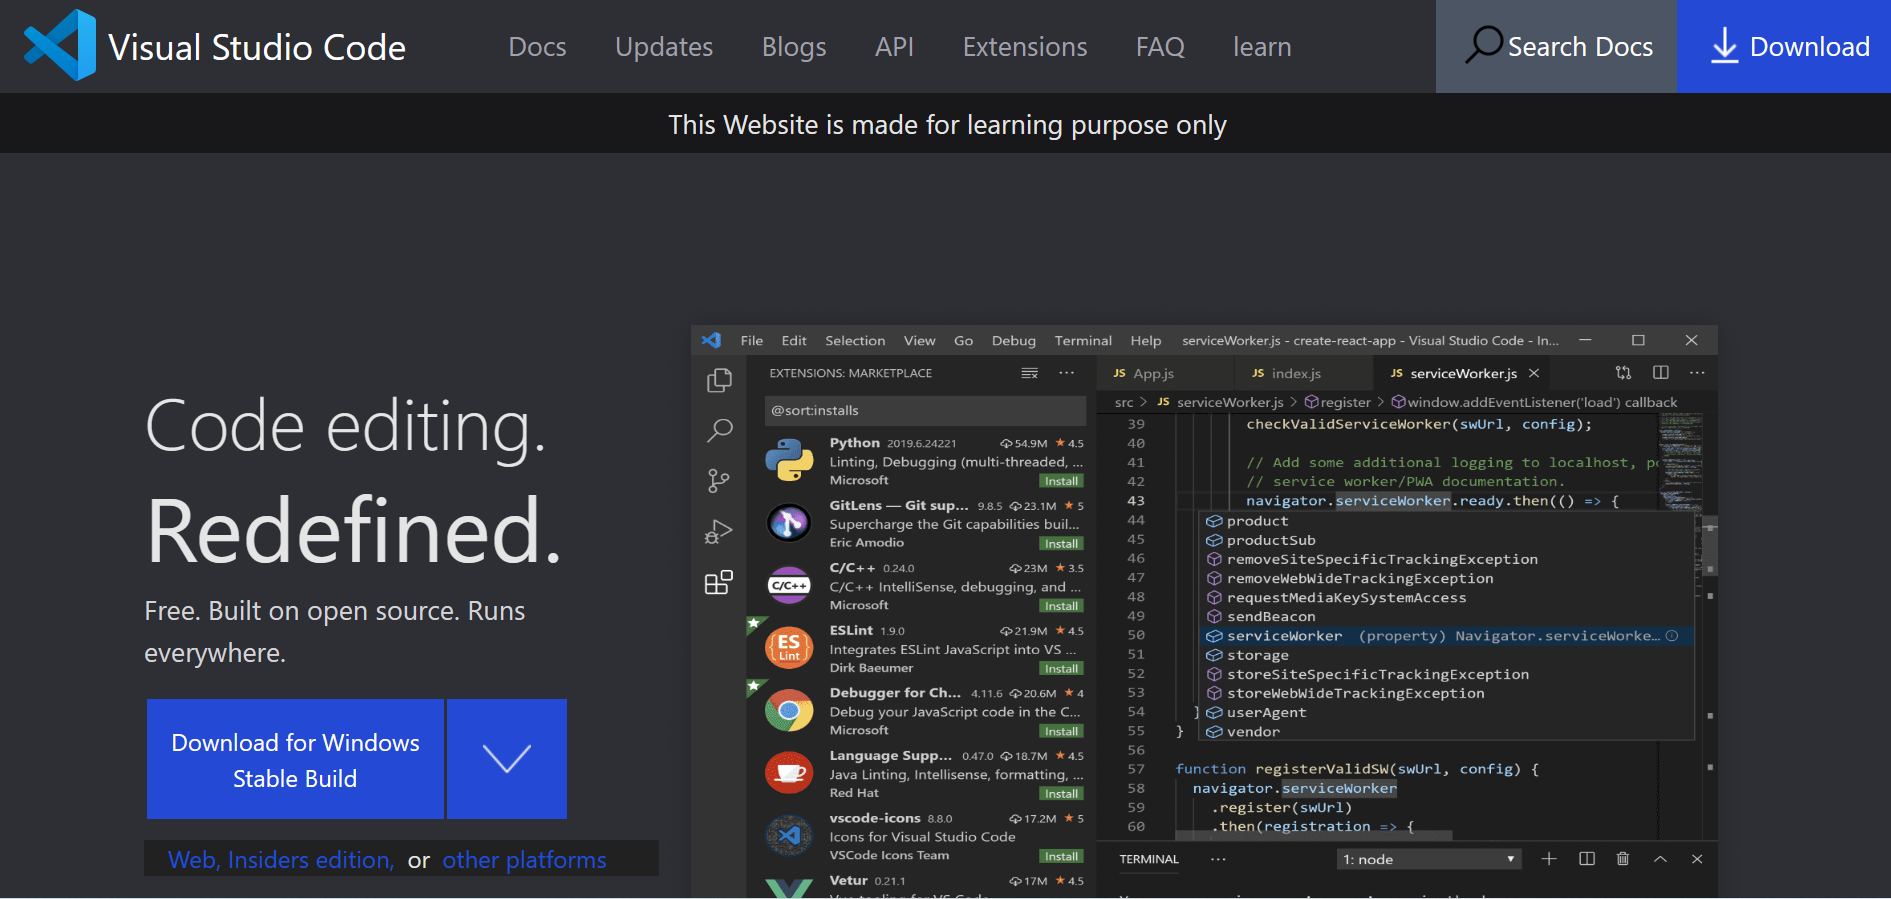 Visual Studio Code
Docs
Updates
Blogs
API
Extensions
FAQ
learn
Search Docs
Download
This Website is made for learning purpose only
Code editing.
Redefined.
Free. Built on open source. Runs
everywhere.
Download for Windows
Stable Build
Web, Insiders edition, or other platforms
File Edit Selection View Go Debug Terminal Help serviceWorker.js - create-react-app - Visual Studio Code - In...
EXTENSIONS: MARKETPLACE
@sort:installs
Python 2019.6.24221 54.9M 4.5
Linting, Debugging (multi-threaded, ...
Microsoft Install
GitLens — Git sup... 9.8.5 23.1M 5
Supercharge the Git capabilities buil...
Eric Amodio Install
C/C++
C/C++ 0.24.0 23M 3.5
C/C++ IntelliSense, debugging, and ...
Microsoft Install
ES
Lint
ESLint 1.9.0 21.9M 4.5
Integrates ESLint JavaScript into VS ...
Dirk Baeumer Install
Debugger for Ch... 4.11.6 20.6M 4
Debug your JavaScript code in the C...
Microsoft Install
Language Supp... 0.47.0 18.7M 4.5
Java Linting, Intellisense, formatting, ...
Red Hat Install
vscode-icons 8.8.0 17.2M 5
Icons for Visual Studio Code
VSCode Icons Team Install
Vetur 0.21.1 17M 4.5
JS App.js
JS index.js
JS serviceWorker.js
src > JS serviceWorker.js > register > window.addEventListener('load') callback
39 checkValidServiceWorker(swUrl, config);
40
41 // Add some additional logging to localhost,
42 // service worker/PWA documentation.
43 navigator.serviceWorker.ready.then(() => {
44 product
45 productSub
46 removeSiteSpecificTrackingException
47 removeWebWideTrackingException
48 requestMediaKeySystemAccess
49 sendBeacon
50 serviceWorker (property) Navigator.serviceWorke...
51 storage
52 storeSiteSpecificTrackingException
53 storeWebWideTrackingException
54 } userAgent
55 } vendor
56
57 function registerValidSW(swUrl, config) {
58 navigator.serviceWorker
59 .register(swUrl)
60 .then(registration => {
TERMINAL ... 1: node